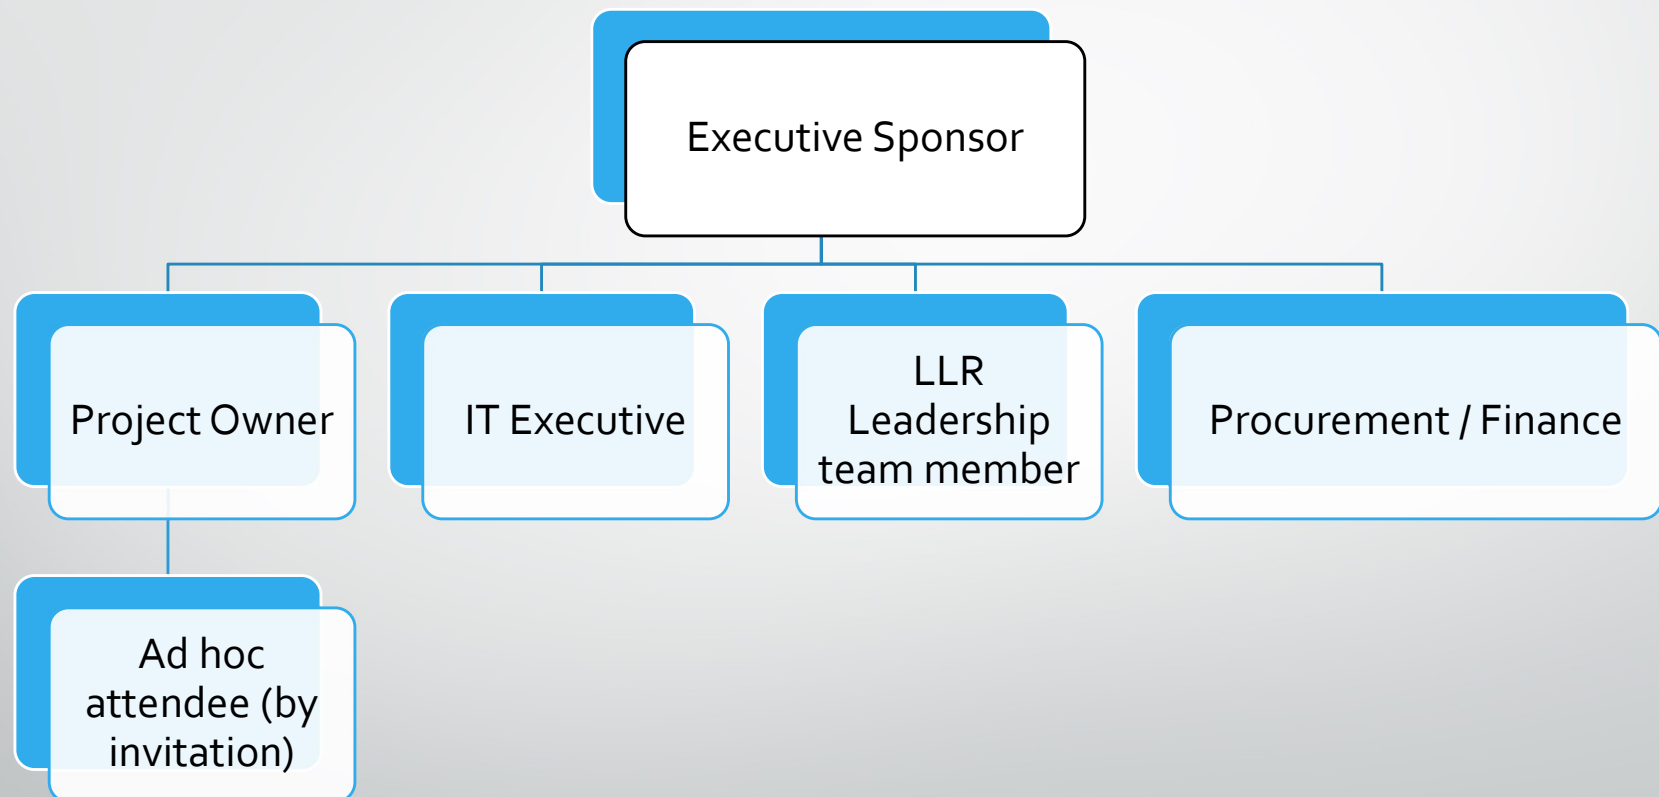 Executive Sponsor
Project Owner
IT Executive
LLR
Leadership
team member
Procurement / Finance
Ad hoc
attendee (by
invitation)